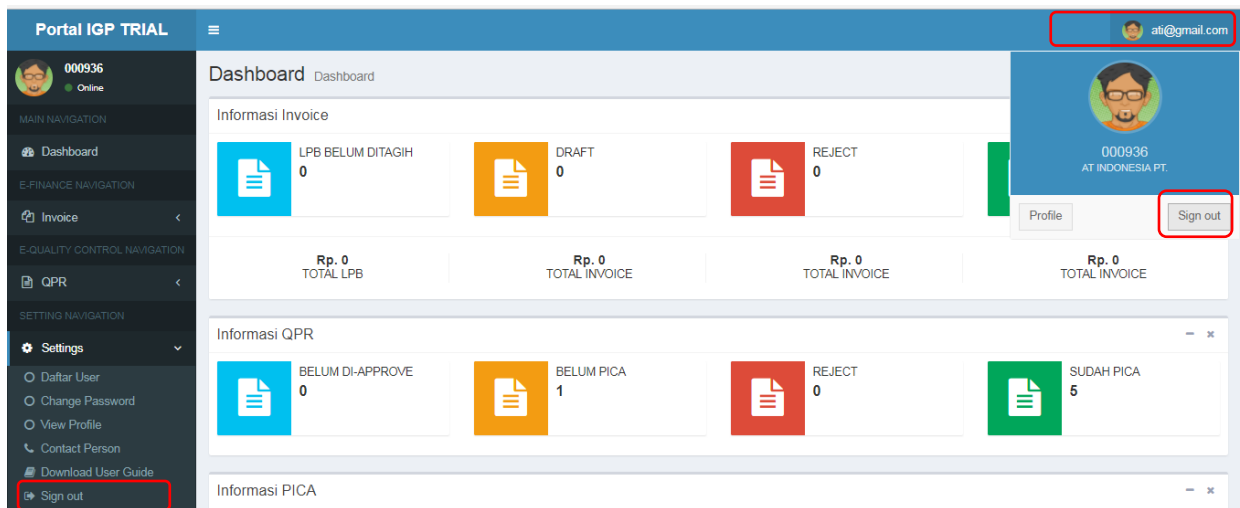 Portal IGP TRIAL
ati@gmail.com
000936
Online
MAIN NAVIGATION
Dashboard
E-FINANCE NAVIGATION
Invoice
E-QUALITY CONTROL NAVIGATION
QPR
SETTING NAVIGATION
Settings
Daftar User
Change Password
View Profile
Contact Person
Download User Guide
Sign out
Dashboard Dashboard
Informasi Invoice
LPB BELUM DITAGIH
0
DRAFT
0
REJECT
0
Rp. 0
TOTAL LPB
Rp. 0
TOTAL INVOICE
Rp. 0
TOTAL INVOICE
Rp. 0
TOTAL INVOICE
000936
AT INDONESIA PT.
Profile
Sign out
Informasi QPR
BELUM DI-APPROVE
0
BELUM PICA
1
REJECT
0
SUDAH PICA
5
Informasi PICA